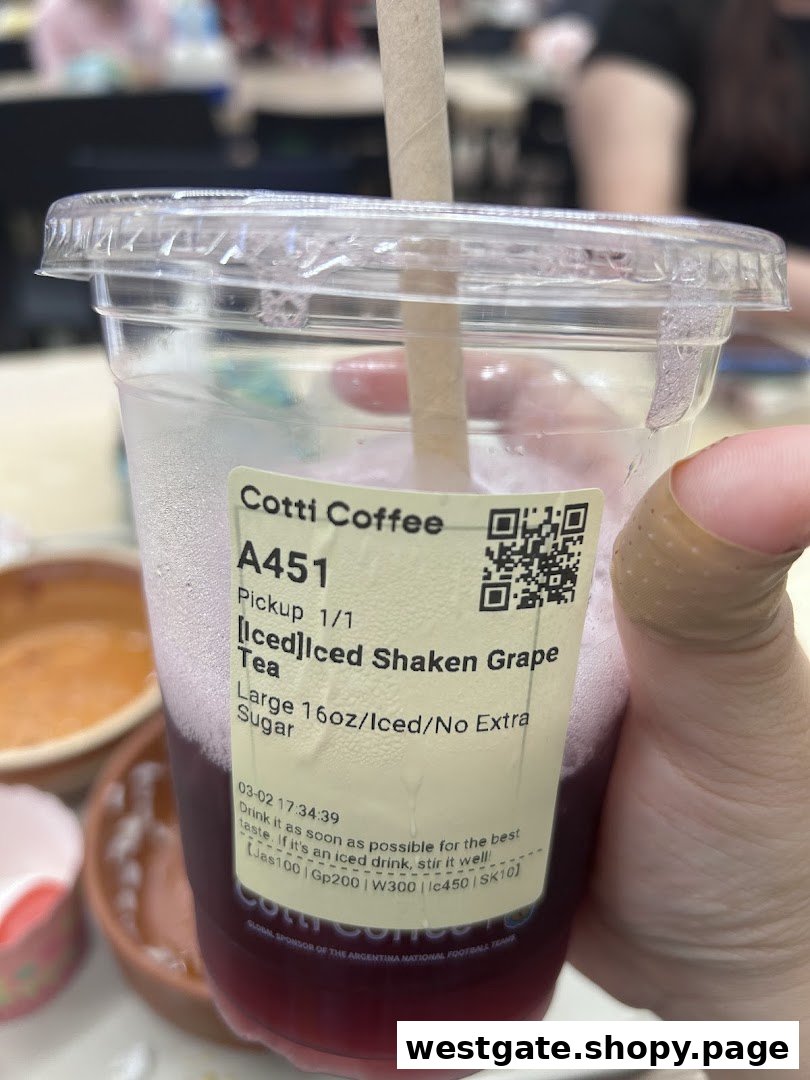 Cotti Coffee
A451
Pickup 1/1
[Iced]Iced Shaken Grape
Tea
Large 16oz/Iced/No Extra
Sugar
03-02 17:34:39
Drink it as soon as possible for the best
taste. If it's an iced drink, stir it well!
【Jas100 | Gp200 | W300 | Ic450 | SK10】
Cotti Coffee
GLOBAL SPONSOR OF THE ARGENTINA NATIONAL FOOTBALL TEAMS
westgate.shopy.page